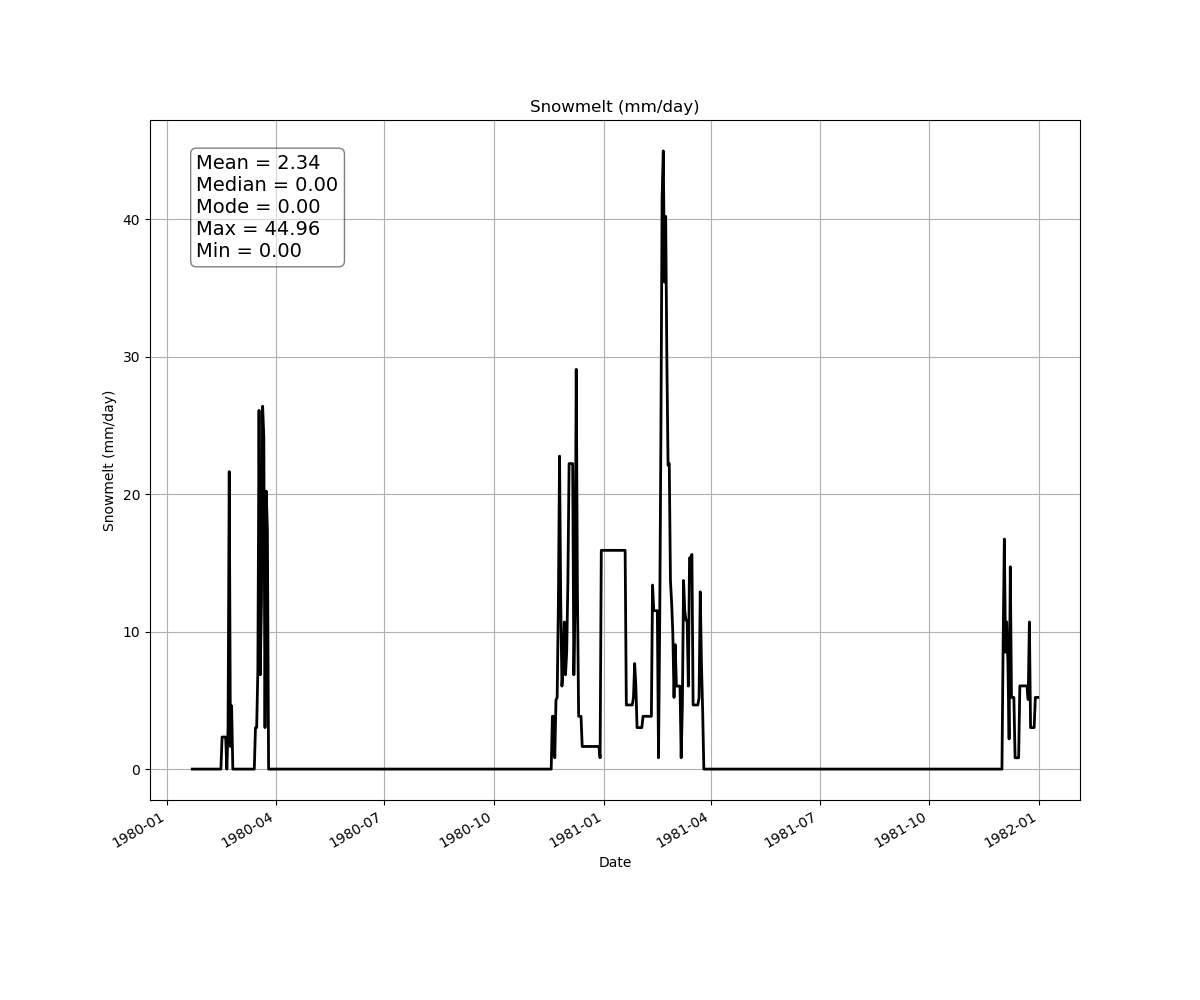 Snowmelt (mm/day)
Mean = 2.34
Median = 0.00
Mode = 0.00
Max = 44.96
Min = 0.00
Snowmelt (mm/day)
40
30
20
10
0
1980-01
1980-04
1980-07
1980-10
1981-01
1981-04
1981-07
1981-10
1982-01
Date